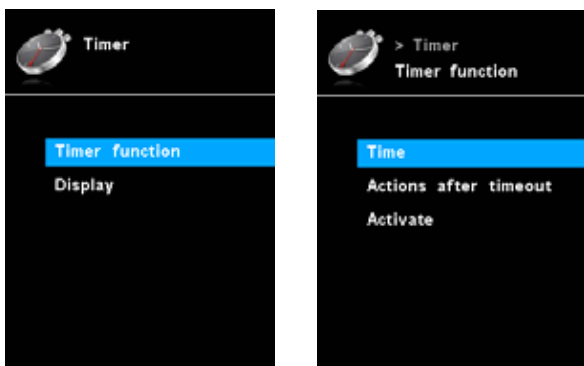 Timer
Timer function
Display
> Timer
Timer function
Time
Actions after timeout
Activate